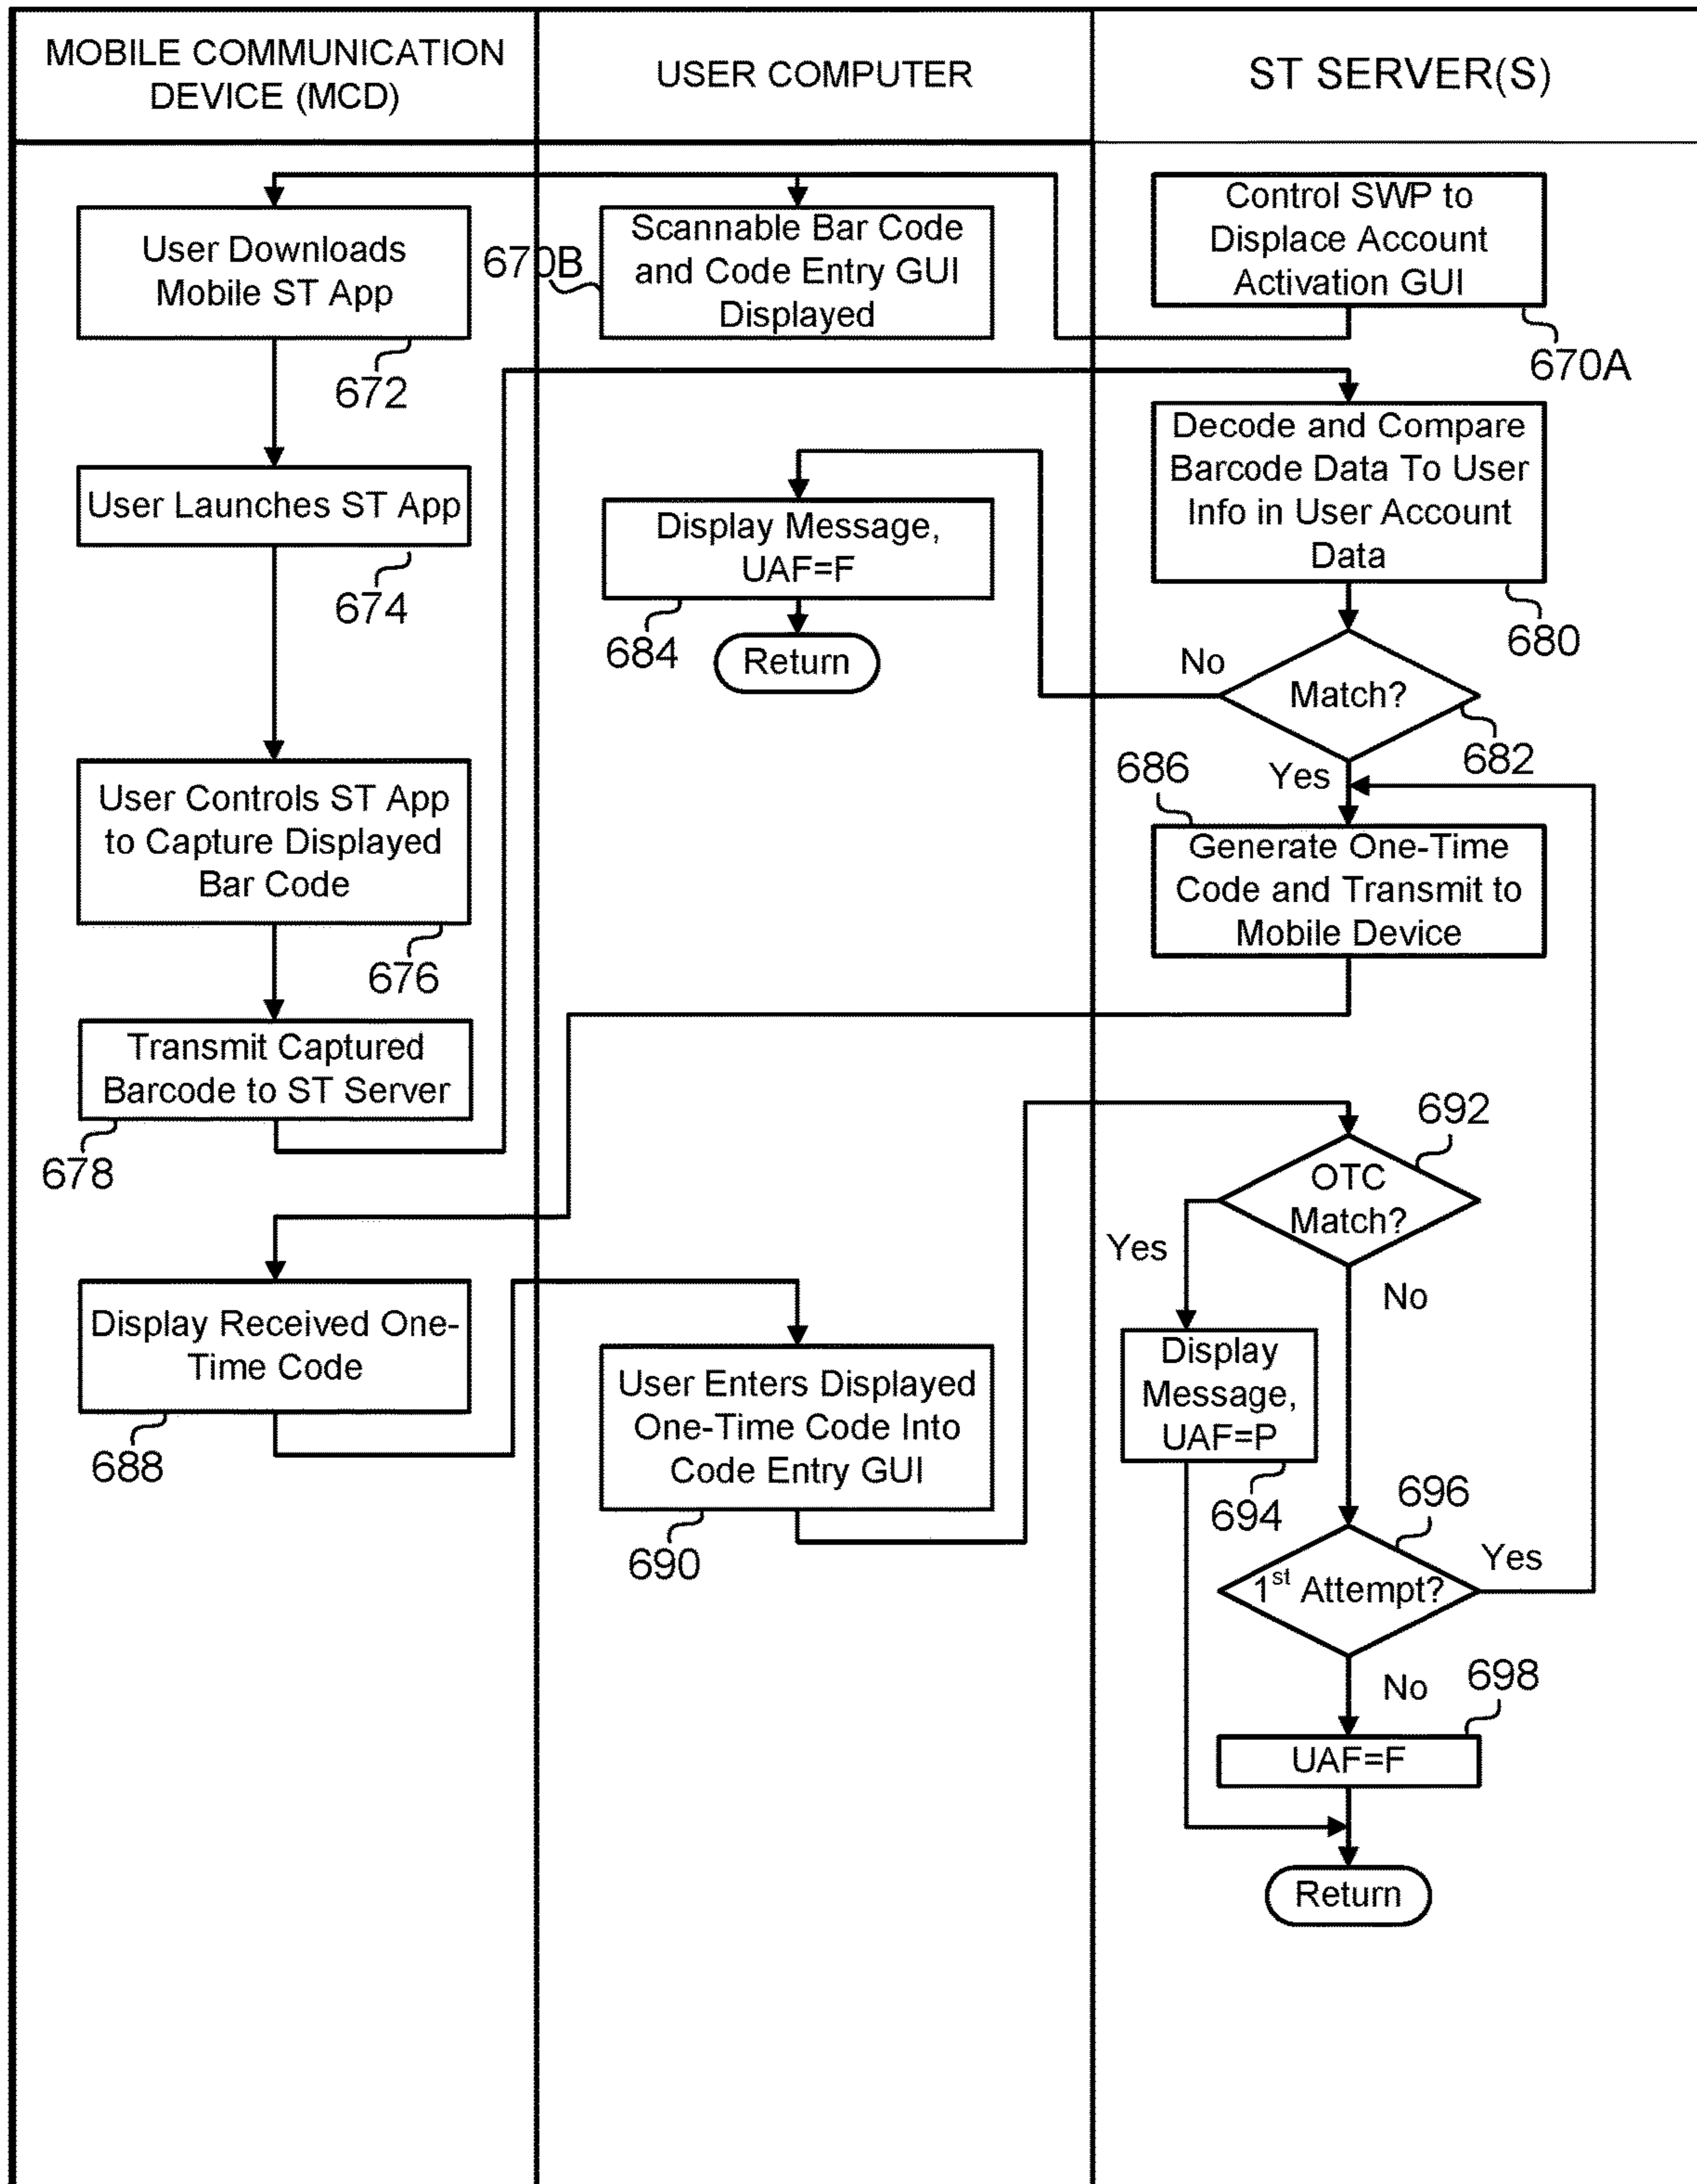 MOBILE COMMUNICATION
DEVICE (MCD)
USER COMPUTER
ST SERVER(S)
User Downloads
Mobile ST App
672
670B
Scannable Bar Code
and Code Entry GUI
Displayed
Control SWP to
Displace Account
Activation GUI
670A
User Launches ST App
674
Display Message,
UAF=F
684
Return
Decode and Compare
Barcode Data To User
Info in User Account
Data
680
No
Match?
682
Yes
686
Generate One-Time
Code and Transmit to
Mobile Device
User Controls ST App
to Capture Displayed
Bar Code
676
Transmit Captured
Barcode to ST Server
678
692
OTC
Match?
Yes
No
Display Received One-
Time Code
688
User Enters Displayed
One-Time Code Into
Code Entry GUI
690
Display
Message,
UAF=P
694
696
1st Attempt?
Yes
No
698
UAF=F
Return